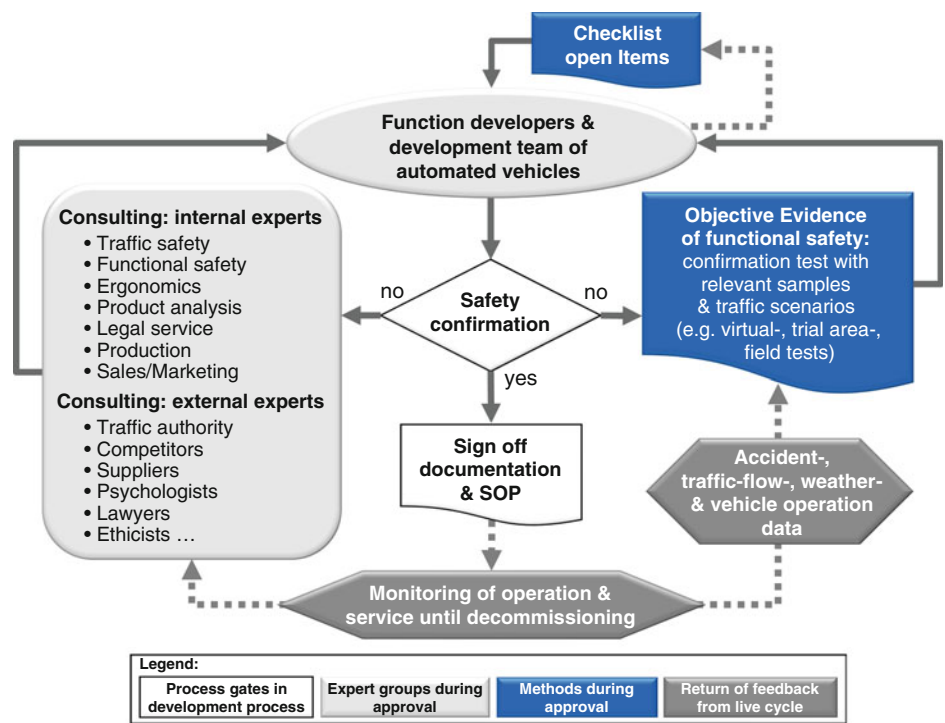 Checklist
open Items
Function developers &
development team of
automated vehicles
Consulting: internal experts
• Traffic safety
• Functional safety
• Ergonomics
• Product analysis
• Legal service
• Production
• Sales/Marketing
Consulting: external experts
• Traffic authority
• Competitors
• Suppliers
• Psychologists
• Lawyers
• Ethicists ...
no
Safety
confirmation
no
yes
Objective Evidence
of functional safety:
confirmation test with
relevant samples
& traffic scenarios
(e.g. virtual-, trial area-,
field tests)
Sign off
documentation
& SOP
Accident-,
traffic-flow-, weather-
& vehicle operation
data
Monitoring of operation &
service until decommissioning
Legend:
Process gates in
development process
Expert groups during
approval
Methods during
approval
Return of feedback
from live cycle